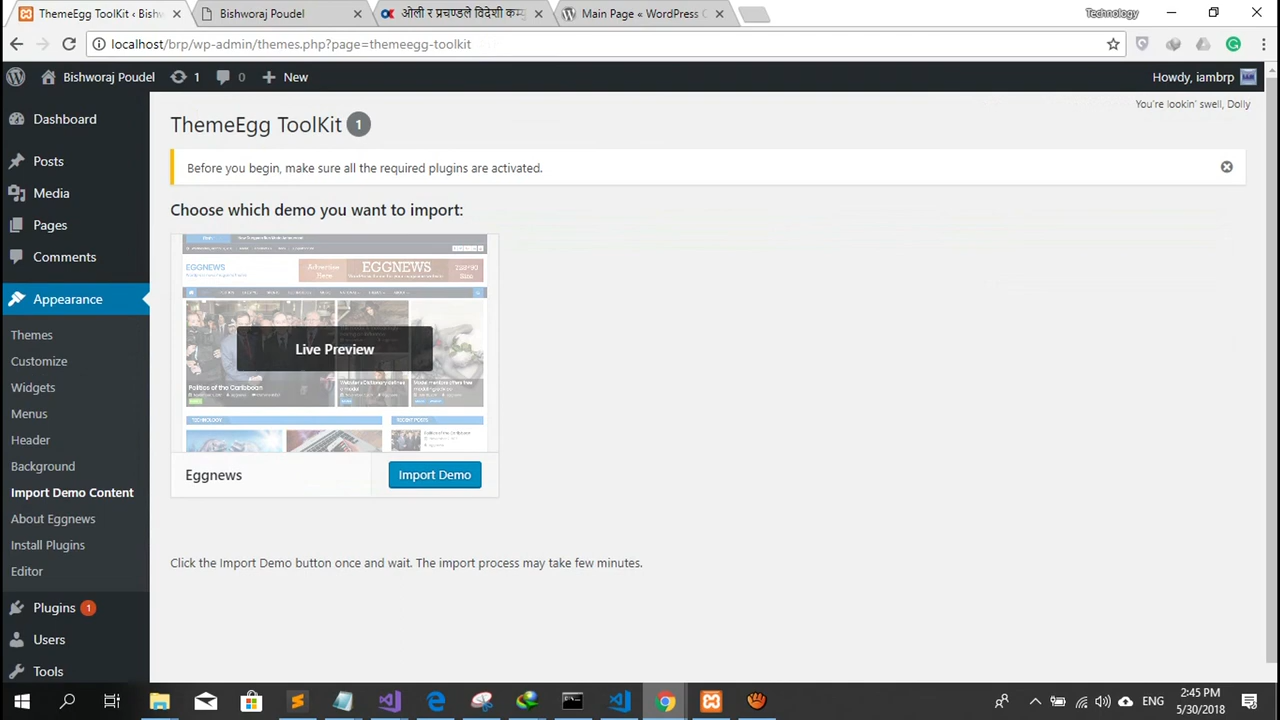 ThemeEgg ToolKit ‹ Bishw
Bishworaj Poudel
ओली र प्रचण्डले विदेशी कम्यु
Main Page « WordPress C
Technology
localhost/brp/wp-admin/themes.php?page=themeegg-toolkit
Bishworaj Poudel
1
0
New
Howdy, iambrp
You're lookin' swell, Dolly
Dashboard
Posts
Media
Pages
Comments
Appearance
Themes
Customize
Widgets
Menus
Header
Background
Import Demo Content
About Eggnews
Install Plugins
Editor
Plugins 1
Users
Tools
ThemeEgg ToolKit 1
Before you begin, make sure all the required plugins are activated.
Choose which demo you want to import:
EGGNEWS
Advertise Here
EGGNEWS
Live Preview
Politics of the Caribbean
TECHNOLOGY
RECENT POSTS
Eggnews
Import Demo
Click the Import Demo button once and wait. The import process may take few minutes.
ENG
2:45 PM
5/30/2018